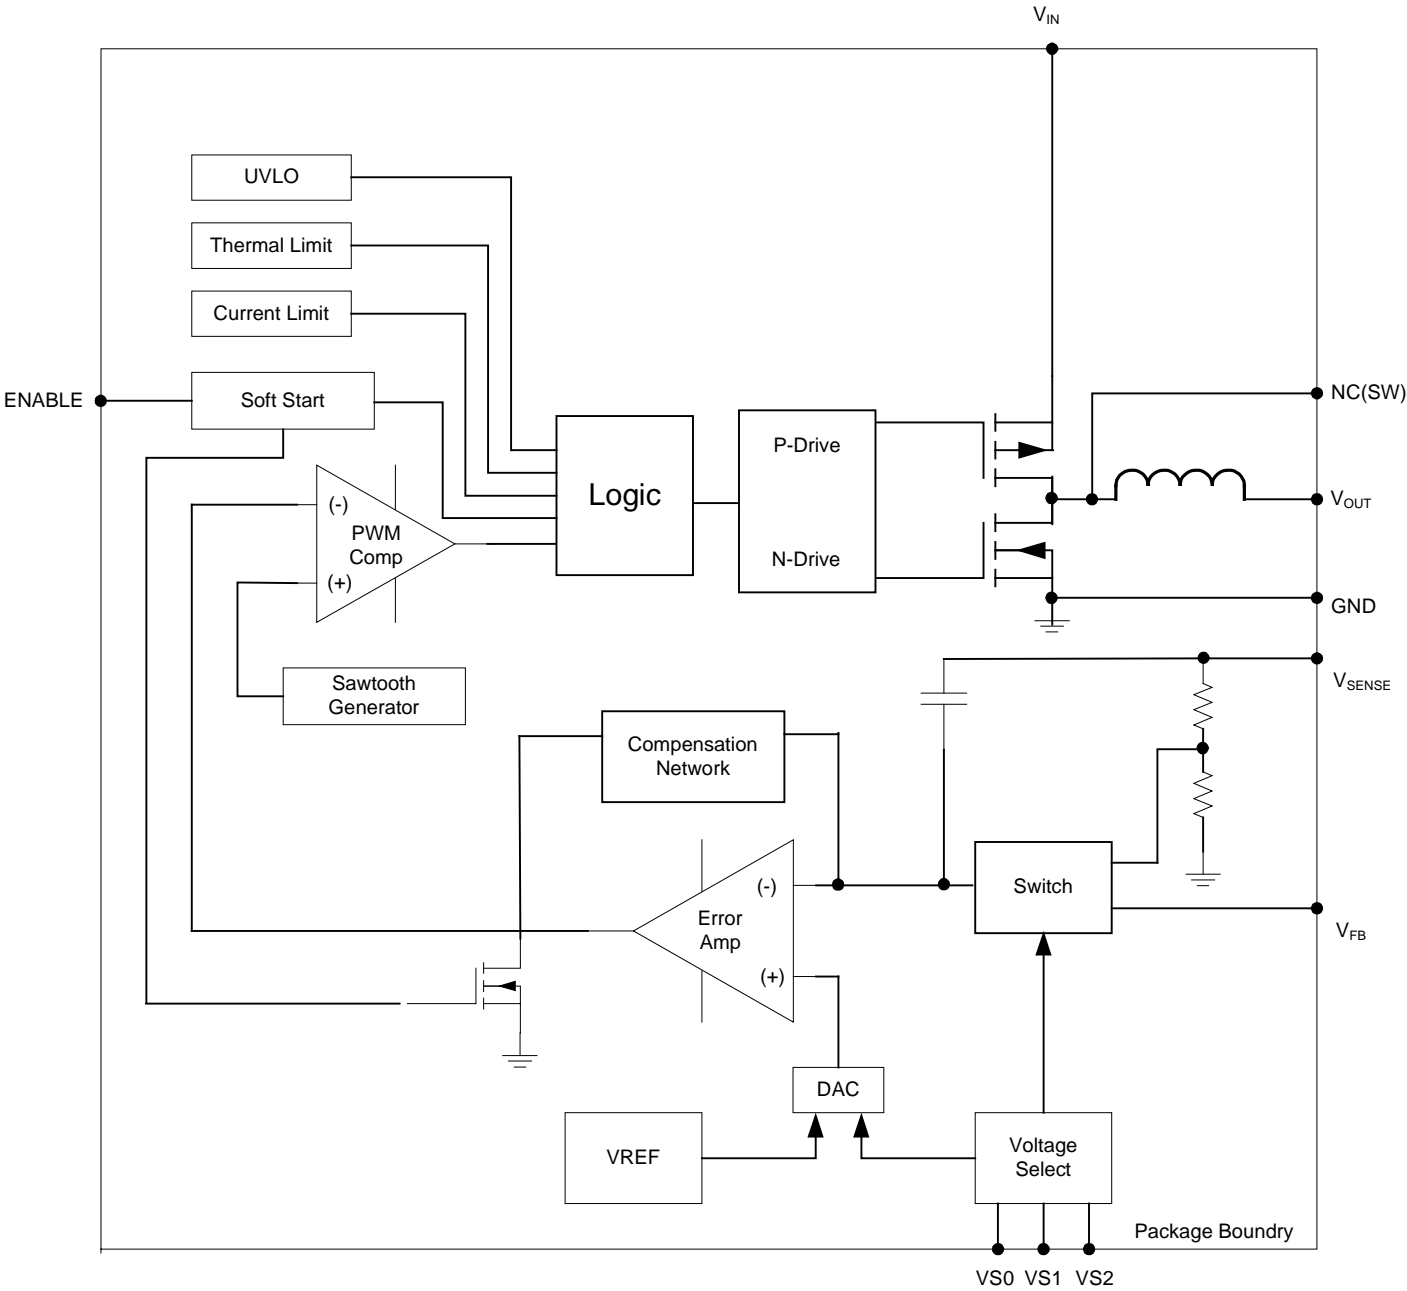 VIN
UVLO
Thermal Limit
Current Limit
ENABLE
Soft Start
NC(SW)
P-Drive
Logic
(-)
PWM
Comp
(+)
N-Drive
VOUT
GND
Sawtooth
Generator
VSENSE
Compensation
Network
(-)
Switch
Error
Amp
(+)
VFB
DAC
VREF
Voltage
Select
Package Boundry
VS0 VS1 VS2